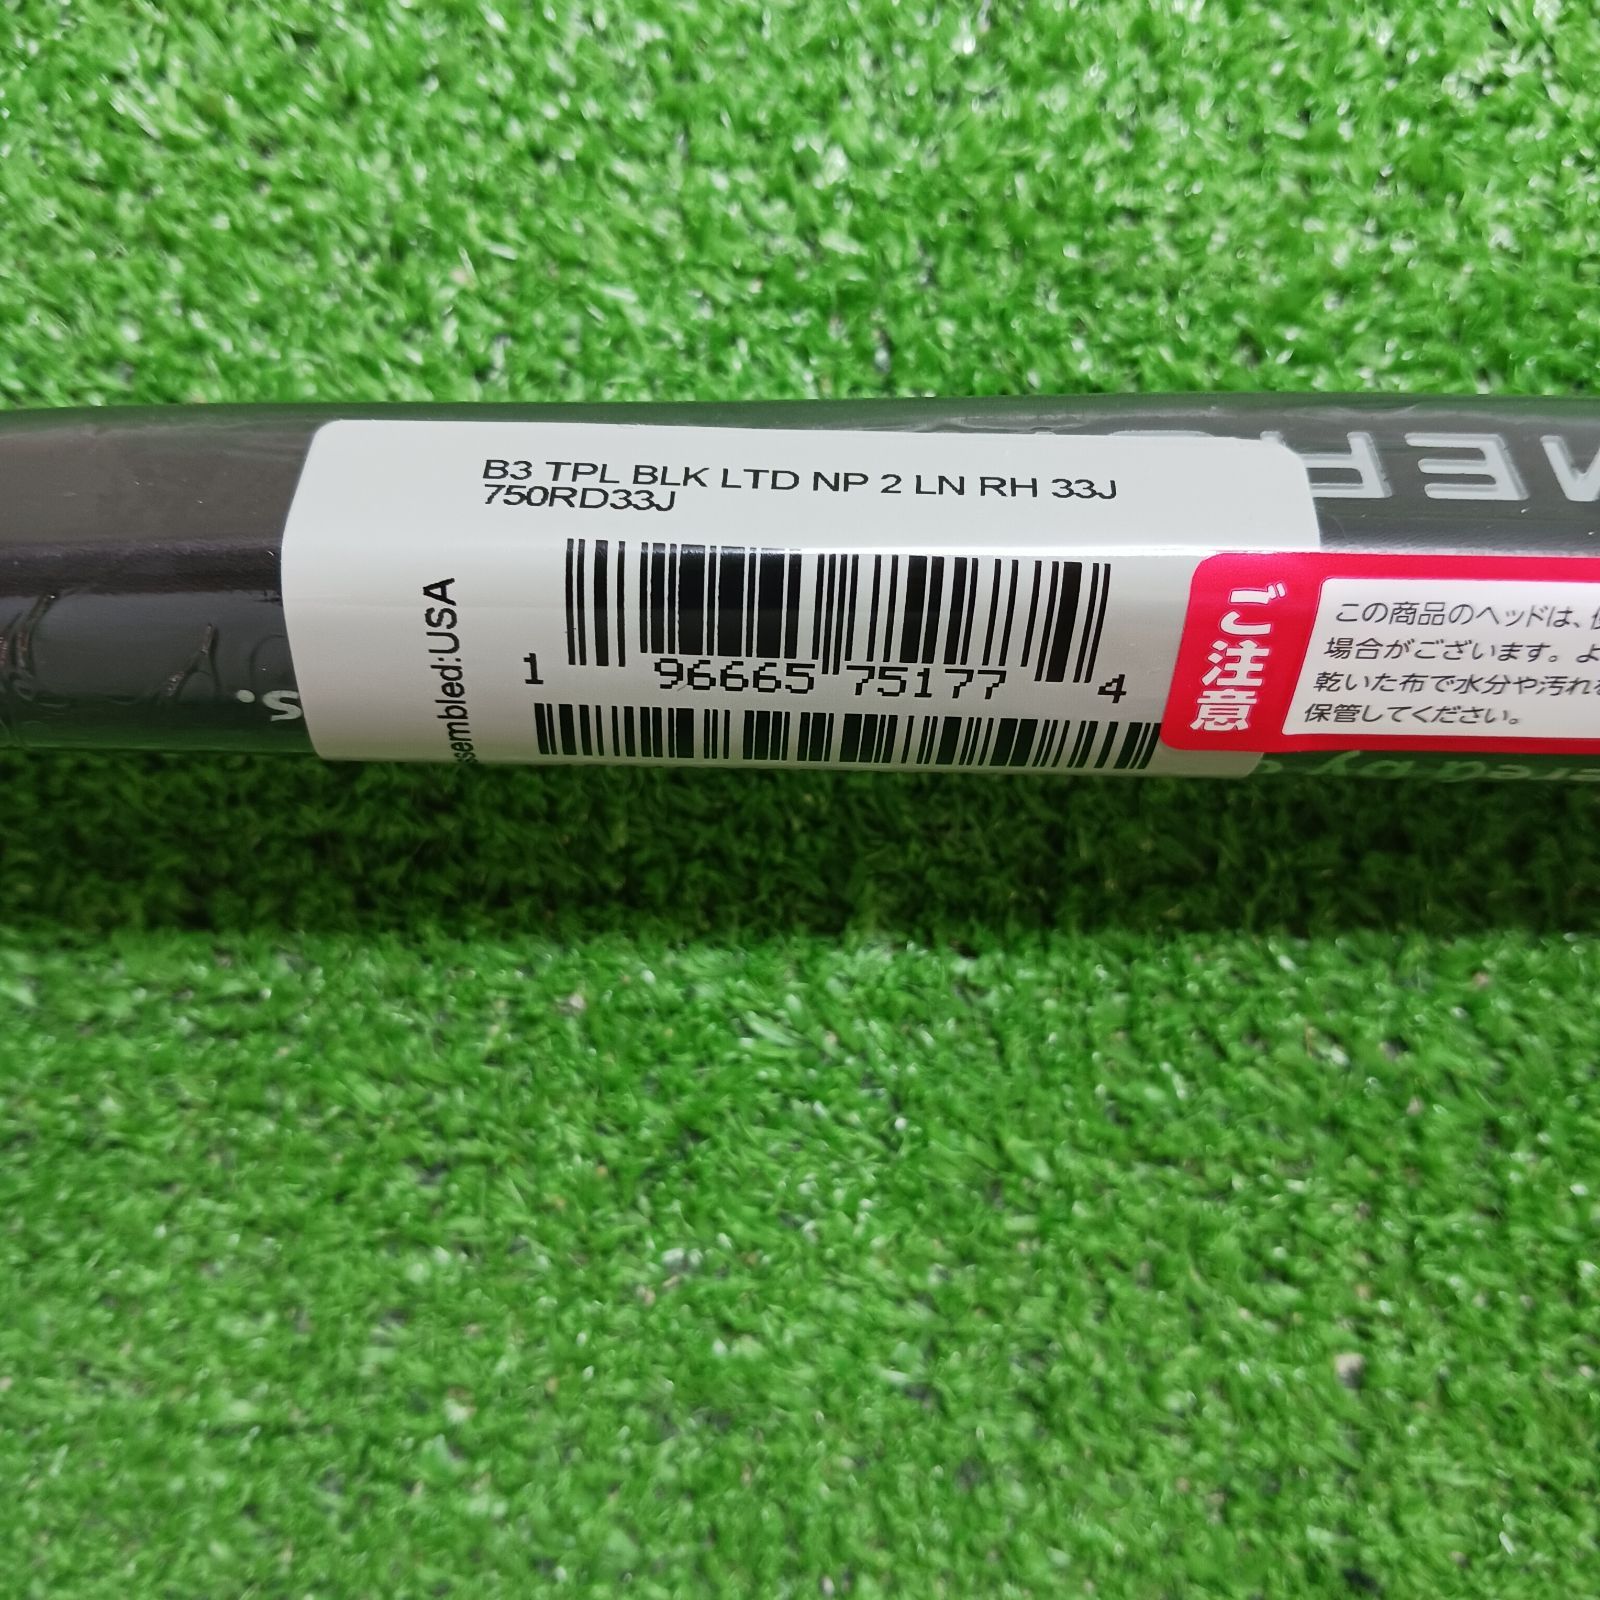 B3 TPL BLK LTD NP 2 LN RH 33J
750RD33J
Assembled:USA
1 96665 75177 4
ご注意
この商品のヘッドは、使
場合がございます。よ
乾いた布で水分や汚れを
保管してください。